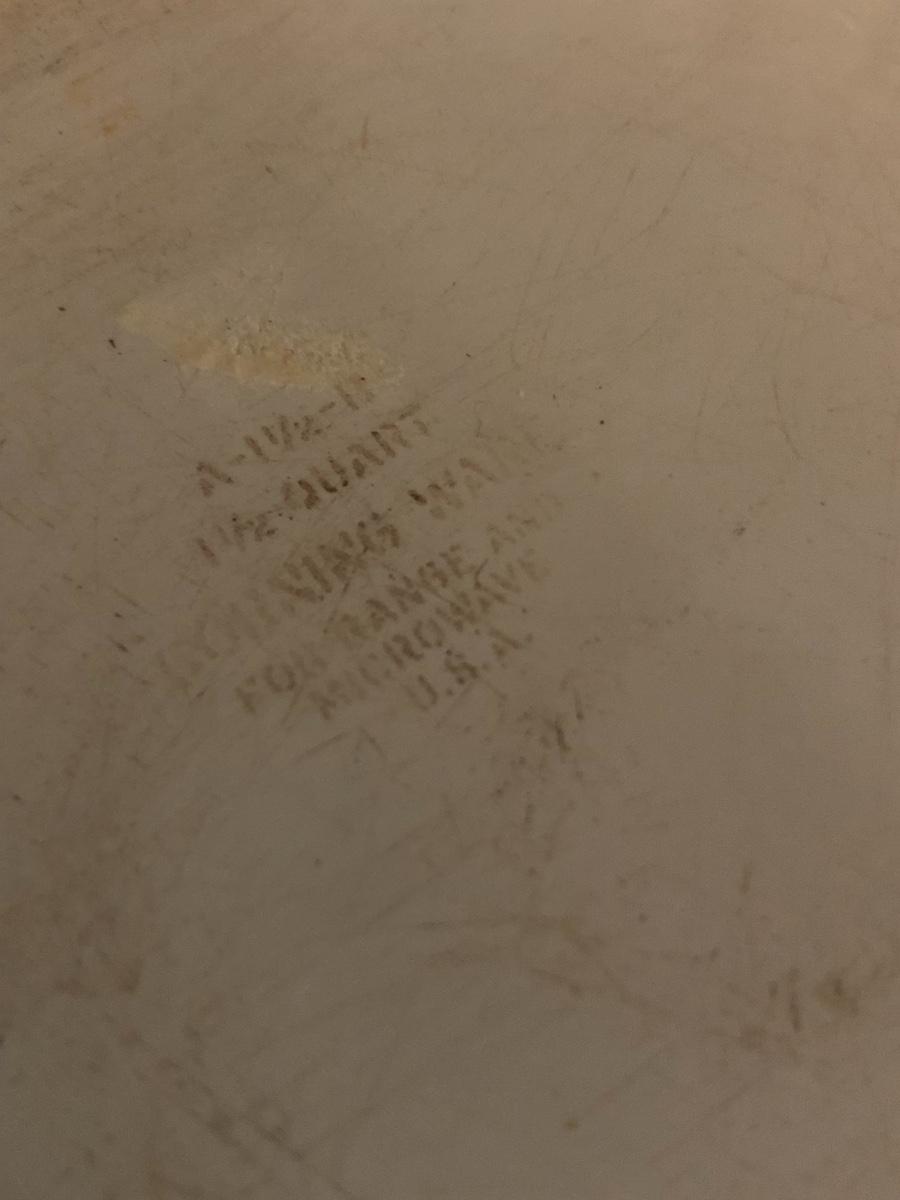 A-1 1/2-B
1 1/2 QUART
CORNING WARE
FOR RANGE AND
MICROWAVE
U.S.A.